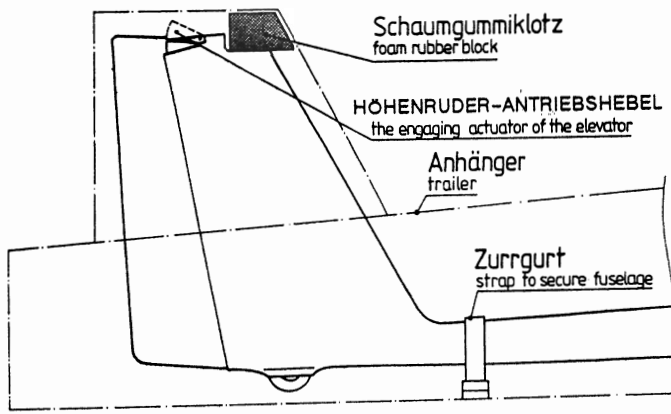 Schaumgummiklotz
foam rubber block
HÖHENRUDER-ANTRIEBSHEBEL
the engaging actuator of the elevator
Anhänger
trailer
Zurrgurt
strap to secure fuselage